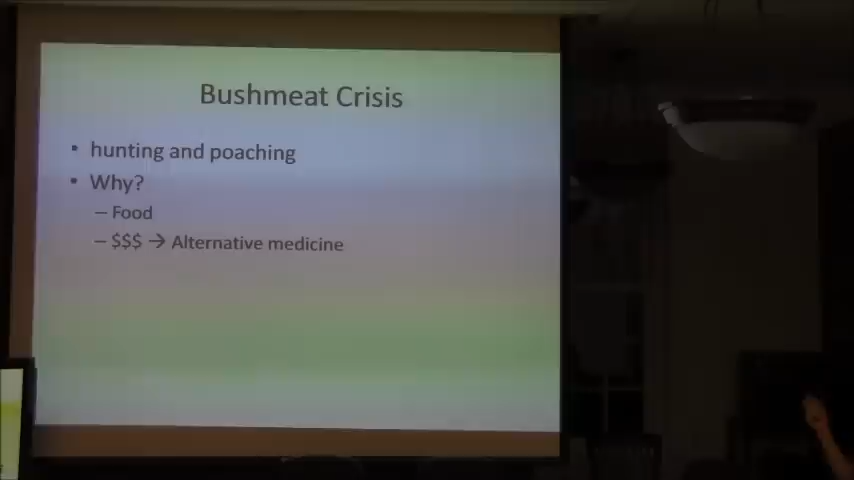 Bushmeat Crisis
• hunting and poaching
• Why?
– Food
– $$$ → Alternative medicine